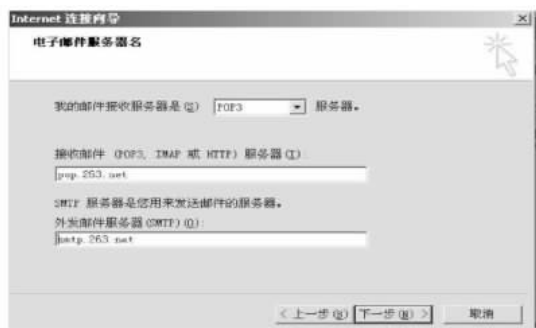 Internet 连接向导
电子邮件服务器名
我的邮件接收服务器是(S) POP3 服务器。
接收邮件 (POP3, IMAP 或 HTTP) 服务器(I):
pop.263.net
SMTP 服务器是您用来发送邮件的服务器。
外发邮件服务器(SMTP)(O):
smtp.263.net
< 上一步(B) 下一步(N) > 取消